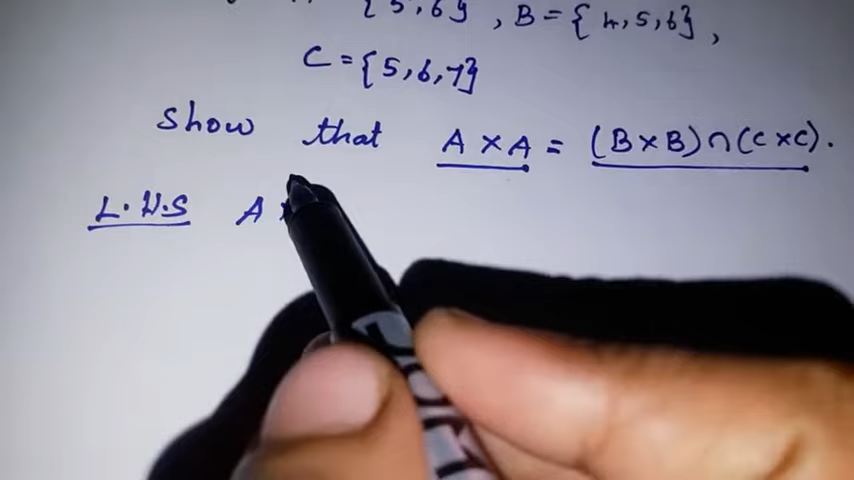 {5,6}, B = {4,5,6},
C = {5,6,7}
show that A × A = (B×B)∩(C×C).
L.H.S A